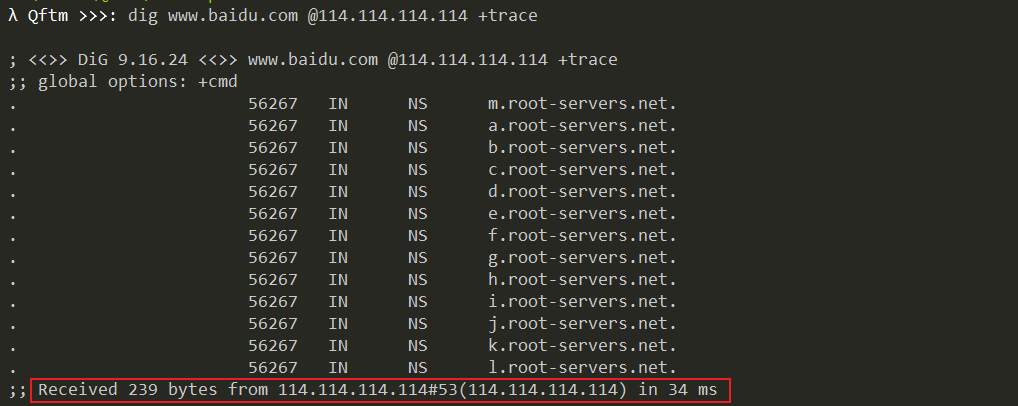 λ Qftm >>>: dig www.baidu.com @114.114.114.114 +trace
; <<>> DiG 9.16.24 <<>> www.baidu.com @114.114.114.114 +trace
;; global options: +cmd
. 56267 IN NS m.root-servers.net.
. 56267 IN NS a.root-servers.net.
. 56267 IN NS b.root-servers.net.
. 56267 IN NS c.root-servers.net.
. 56267 IN NS d.root-servers.net.
. 56267 IN NS e.root-servers.net.
. 56267 IN NS f.root-servers.net.
. 56267 IN NS g.root-servers.net.
. 56267 IN NS h.root-servers.net.
. 56267 IN NS i.root-servers.net.
. 56267 IN NS j.root-servers.net.
. 56267 IN NS k.root-servers.net.
. 56267 IN NS l.root-servers.net.
;; Received 239 bytes from 114.114.114.114#53(114.114.114.114) in 34 ms